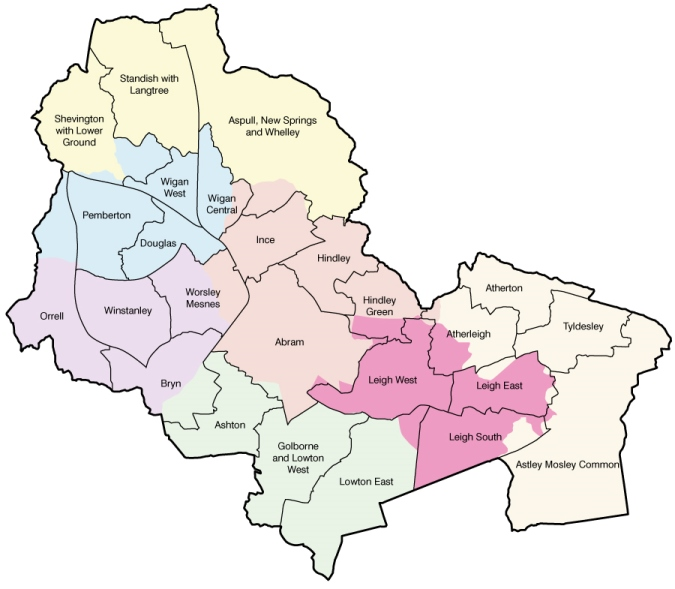 Standish with
Langtree
Shevington
with Lower
Ground
Aspull, New Springs
and Whelley
Wigan
West
Wigan
Central
Pemberton
Douglas
Ince
Hindley
Worsley
Mesnes
Orrell
Winstanley
Hindley
Green
Atherton
Atherleigh
Tyldesley
Abram
Bryn
Leigh West
Leigh East
Ashton
Leigh South
Golborne
and Lowton
West
Lowton East
Astley Mosley Common